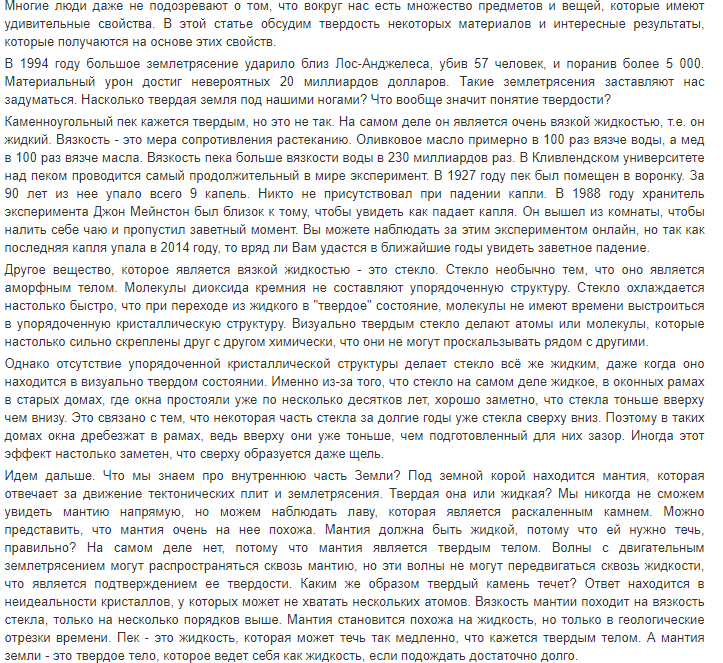 Многие люди даже не подозревают о том, что вокруг нас есть множество предметов и вещей, которые имеют
удивительные свойства. В этой статье обсудим твердость некоторых материалов и интересные результаты,
которые получаются на основе этих свойств.
В 1994 году большое землетрясение ударило близ Лос-Анджелеса, убив 57 человек, и поранив более 5 000.
Материальный урон достиг невероятных 20 миллиардов долларов. Такие землетрясения заставляют нас
задуматься. Насколько твердая земля под нашими ногами? Что вообще значит понятие твердости?
Каменноугольный пек кажется твердым, но это не так. На самом деле он является очень вязкой жидкостью, т.е. он
жидкий. Вязкость - это мера сопротивления растеканию. Оливковое масло примерно в 100 раз вязче воды, а мед
в 100 раз вязче масла. Вязкость пека больше вязкости воды в 230 миллиардов раз. В Кливлендском университете
над пеком проводится самый продолжительный в мире эксперимент. В 1927 году пек был помещен в воронку. За
90 лет из нее упало всего 9 капель. Никто не присутствовал при падении капли. В 1988 году хранитель
эксперимента Джон Мейнстон был близок к тому, чтобы увидеть как падает капля. Он вышел из комнаты, чтобы
налить себе чаю и пропустил заветный момент. Вы можете наблюдать за этим экспериментом онлайн, но так как
последняя капля упала в 2014 году, то вряд ли Вам удастся в ближайшие годы увидеть заветное падение.
Другое вещество, которое является вязкой жидкостью - это стекло. Стекло необычно тем, что оно является
аморфным телом. Молекулы диоксида кремния не составляют упорядоченную структуру. Стекло охлаждается
настолько быстро, что при переходе из жидкого в "твердое" состояние, молекулы не имеют времени выстроиться
в упорядоченную кристаллическую структуру. Визуально твердым стекло делают атомы или молекулы, которые
настолько сильно скреплены друг с другом химически, что они не могут проскальзывать рядом с другими.
Однако отсутствие упорядоченной кристаллической структуры делает стекло всё же жидким, даже когда оно
находится в визуально твердом состоянии. Именно из-за того, что стекло на самом деле жидкое, в оконных рамах
в старых домах, где окна простояли уже по несколько десятков лет, хорошо заметно, что стекла тоньше вверху
чем внизу. Это связано с тем, что некоторая часть стекла за долгие годы уже стекла сверху вниз. Поэтому в таких
домах окна дребезжат в рамах, ведь вверху они уже тоньше, чем подготовленный для них зазор. Иногда этот
эффект настолько заметен, что сверху образуется даже щель.
Идем дальше. Что мы знаем про внутреннюю часть Земли? Под земной корой находится мантия, которая
отвечает за движение тектонических плит и землетрясения. Твердая она или жидкая? Мы никогда не сможем
увидеть мантию напрямую, но можем наблюдать лаву, которая является раскаленным камнем. Можно
представить, что мантия очень на нее похожа. Мантия должна быть жидкой, потому что ей нужно течь,
правильно? На самом деле нет, потому что мантия является твердым телом. Волны с двигательным
землетрясением могут распространяться сквозь мантию, но эти волны не могут передвигаться сквозь жидкости,
что является подтверждением ее твердости. Каким же образом твердый камень течет? Ответ находится в
неидеальности кристаллов, у которых может не хватать нескольких атомов. Вязкость мантии походит на вязкость
стекла, только на несколько порядков выше. Мантия становится похожа на жидкость, но только в геологические
отрезки времени. Пек - это жидкость, которая может течь так медленно, что кажется твердым телом. А мантия
земли - это твердое тело, которое ведет себя как жидкость, если подождать достаточно долго.